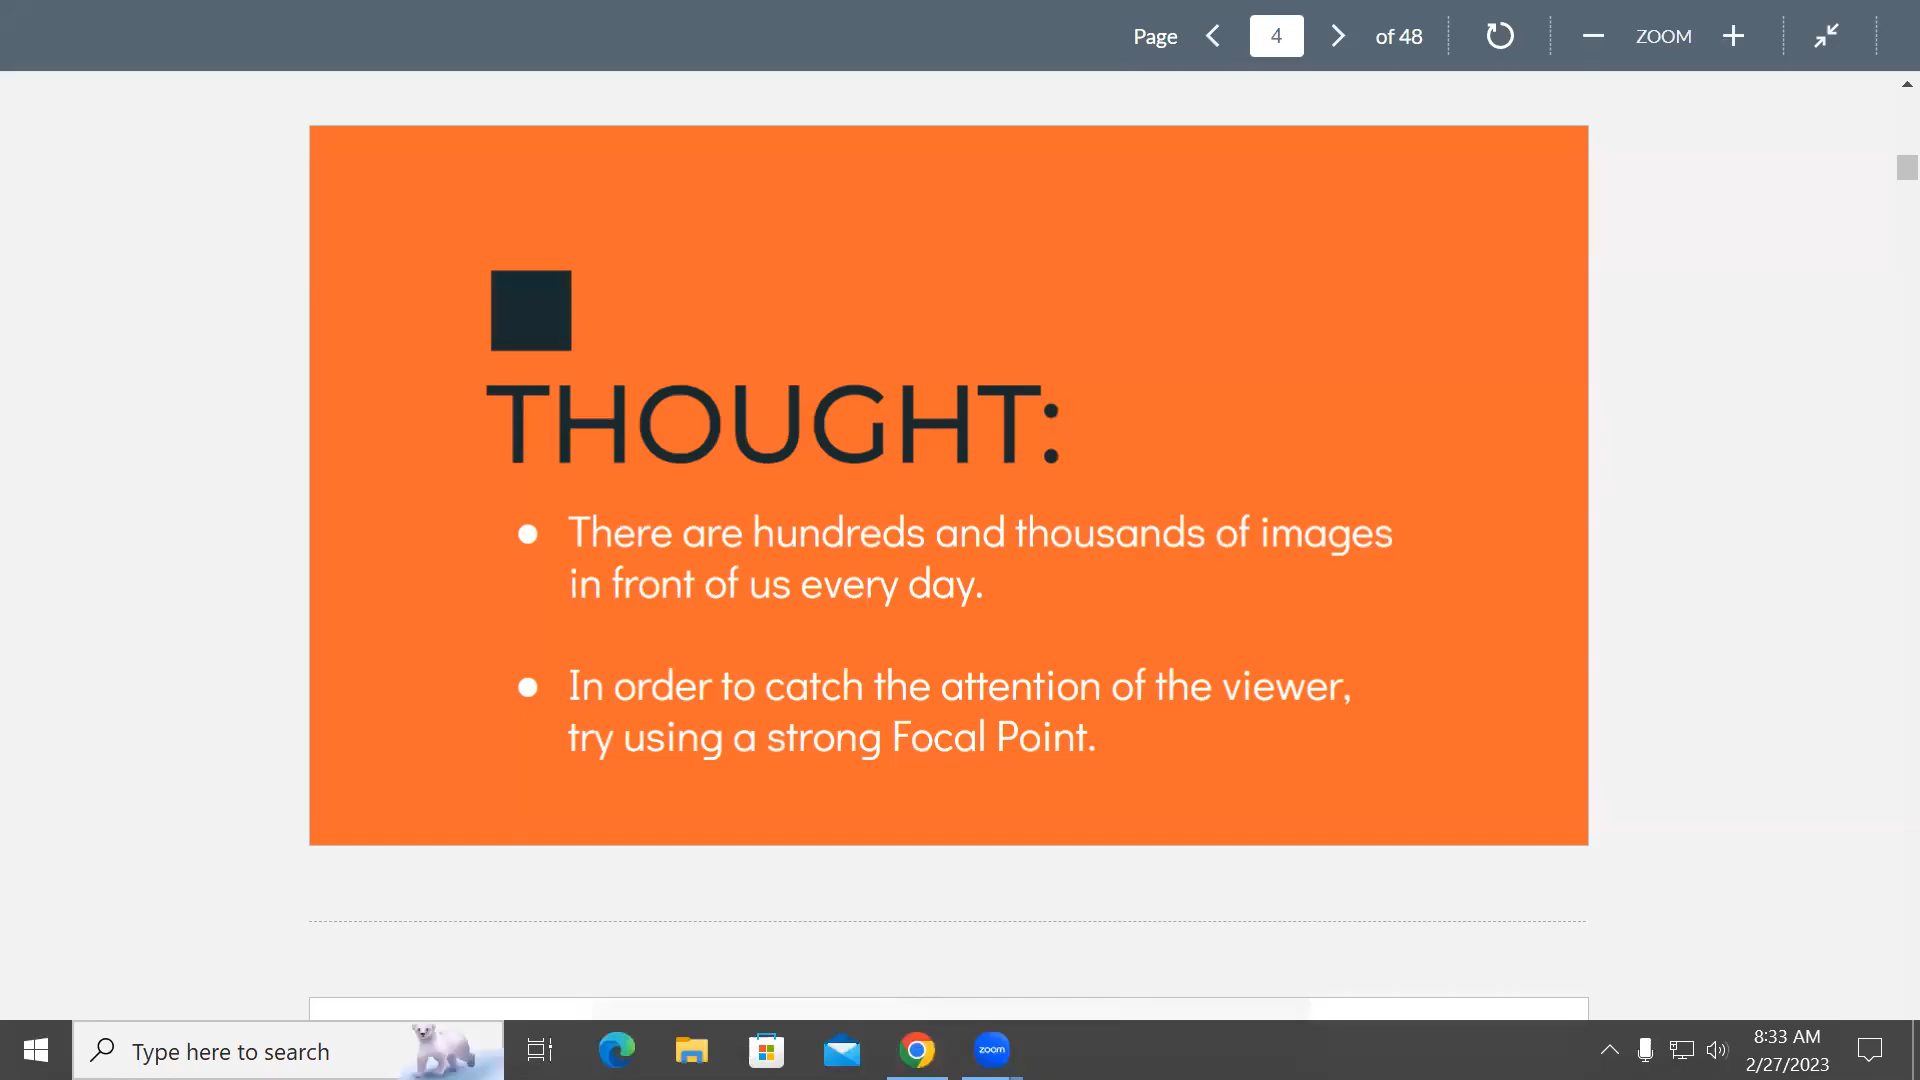 Page 4 of 48 ZOOM
THOUGHT:
There are hundreds and thousands of images
in front of us every day.
In order to catch the attention of the viewer,
try using a strong Focal Point.
Type here to search
zoom
8:33 AM
2/27/2023